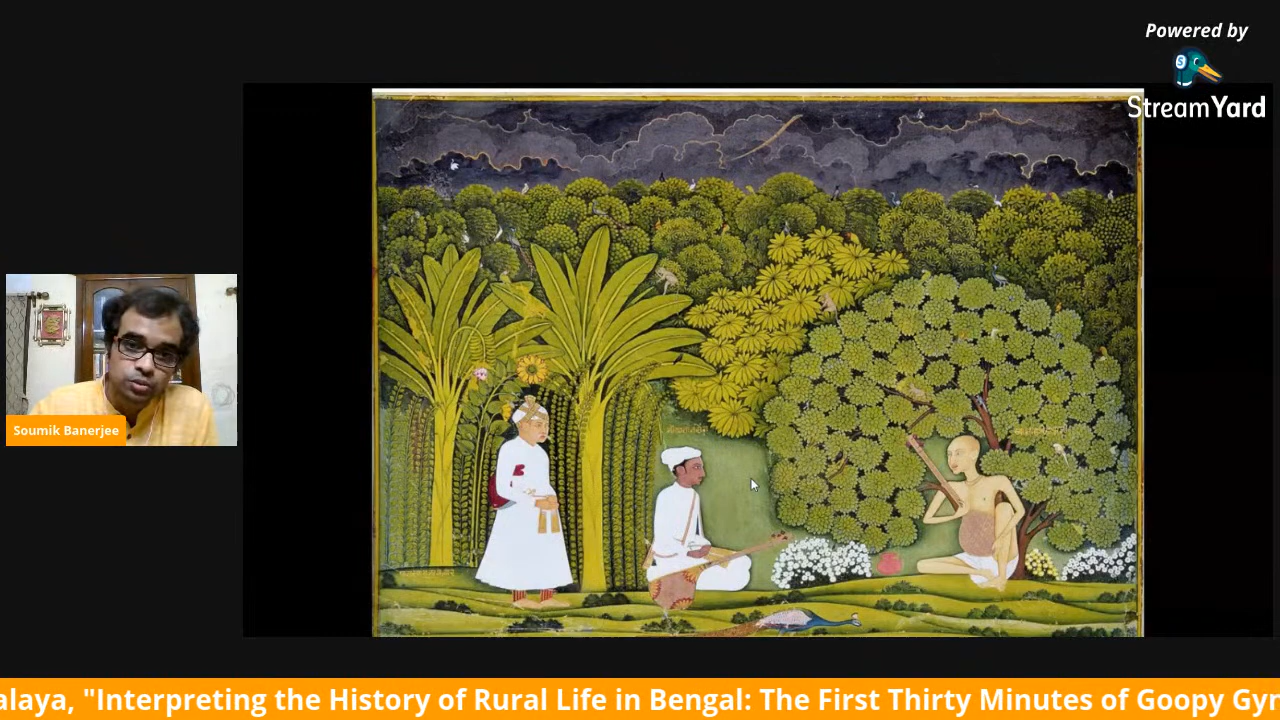 Powered by
StreamYard
Soumik Banerjee
alaya, "Interpreting the History of Rural Life in Bengal: The First Thirty Minutes of Goopy Gyn